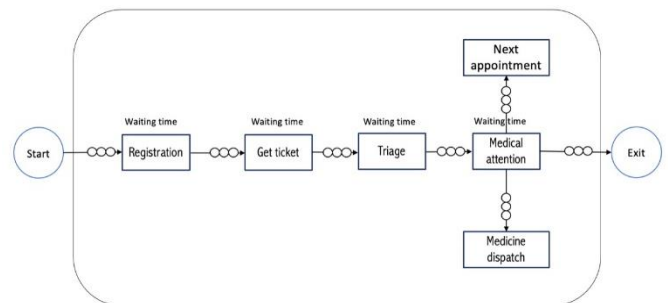 Next
appointment
Waiting time
Waiting time
Waiting time
Waiting time
Start
Registration
Get ticket
Triage
Medical
attention
Exit
Medicine
dispatch